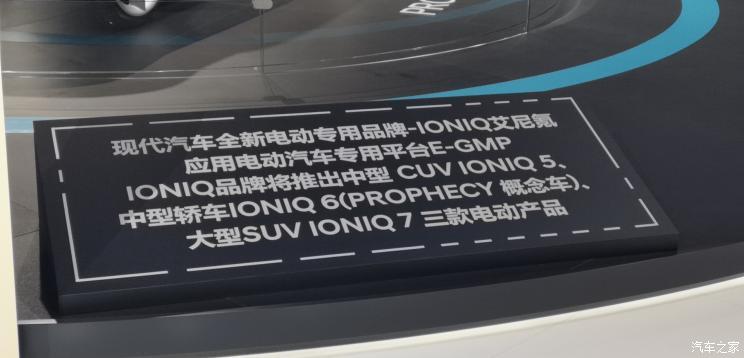 PRO
现代汽车全新电动专用品牌-IONIQ艾尼氪
应用电动汽车专用平台E-GMP
IONIQ品牌将推出中型 CUV IONIQ 5、
中型轿车IONIQ 6(PROPHECY 概念车)、
大型SUV IONIQ 7 三款电动产品
汽车之家